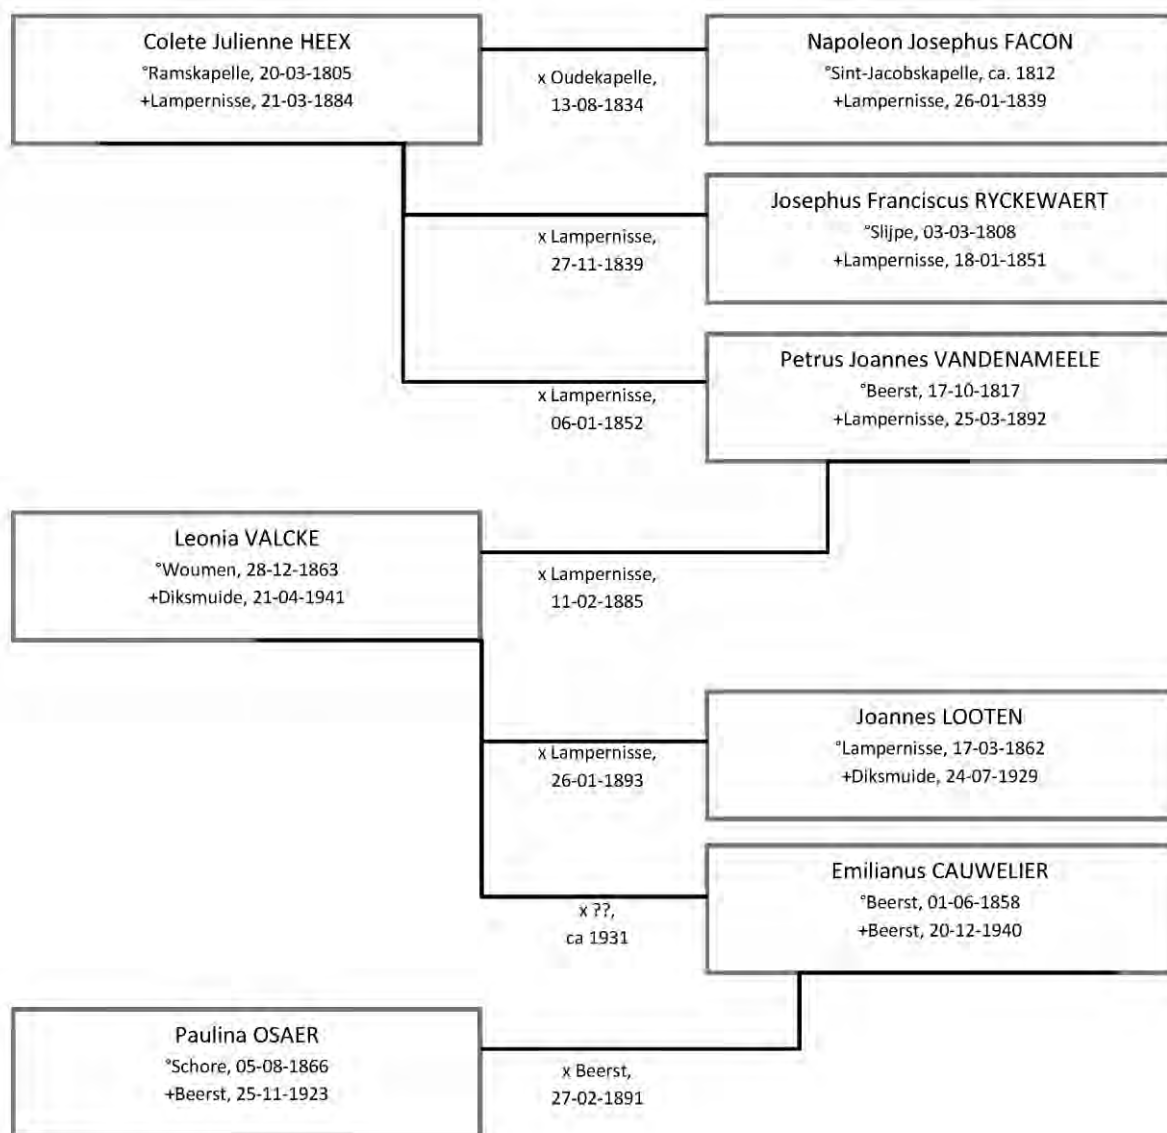 Colete Julienne HEEX
°Ramskapelle, 20-03-1805
+Lampernisse, 21-03-1884
x Oudekapelle,
13-08-1834
Napoleon Josephus FACON
°Sint-Jacobskapelle, ca. 1812
+Lampernisse, 26-01-1839
x Lampernisse,
27-11-1839
Josephus Franciscus RYCKEWAERT
°Slijpe, 03-03-1808
+Lampernisse, 18-01-1851
x Lampernisse,
06-01-1852
Petrus Joannes VANDENAMEELE
°Beerst, 17-10-1817
+Lampernisse, 25-03-1892
Leonia VALCKE
°Woumen, 28-12-1863
+Diksmuide, 21-04-1941
x Lampernisse,
11-02-1885
x Lampernisse,
26-01-1893
Joannes LOOTEN
°Lampernisse, 17-03-1862
+Diksmuide, 24-07-1929
x ??,
ca 1931
Emilianus CAUWELIER
°Beerst, 01-06-1858
+Beerst, 20-12-1940
Paulina OSAER
°Schore, 05-08-1866
+Beerst, 25-11-1923
x Beerst,
27-02-1891